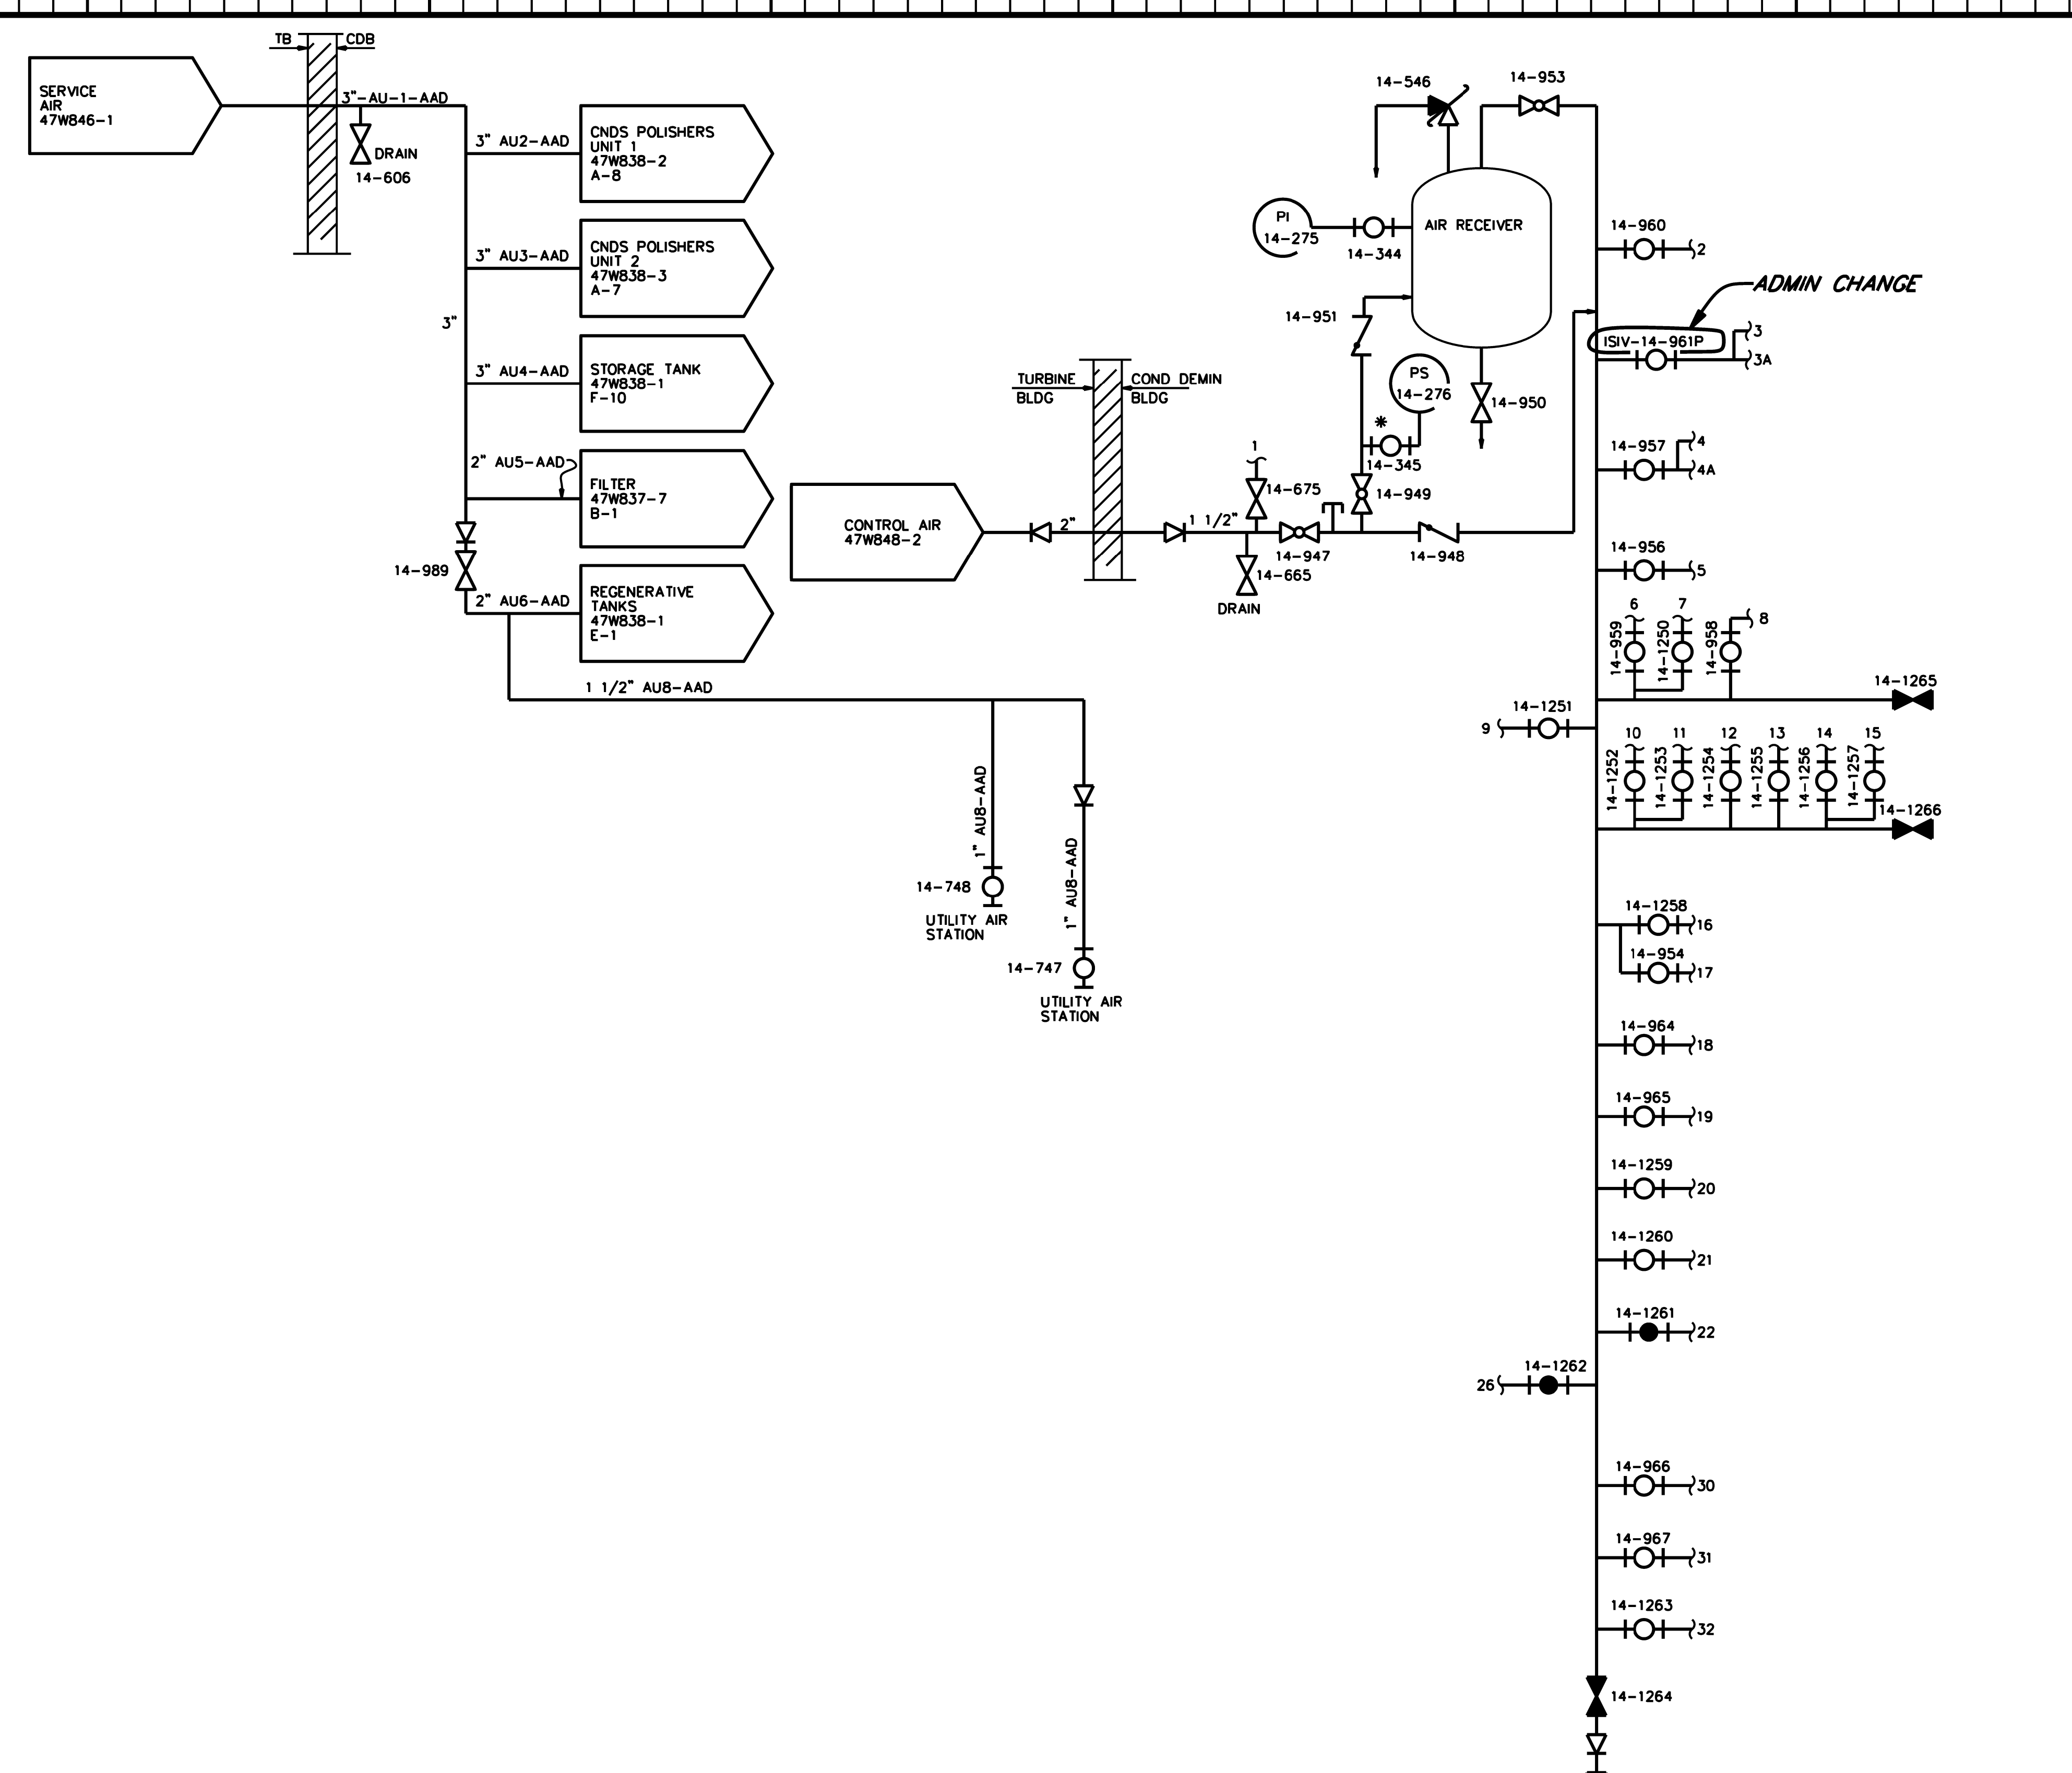 TB
CDB
SERVICE
AIR
47W846-1
3"-AU-1-AAD
DRAIN
14-606
3" AU2-AAD
CNDS POLISHERS
UNIT 1
47W838-2
A-8
3" AU3-AAD
CNDS POLISHERS
UNIT 2
47W838-3
A-7
3"
3" AU4-AAD
STORAGE TANK
47W838-1
F-10
2" AU5-AAD
FILTER
47W837-7
B-1
14-989
2" AU6-AAD
REGENERATIVE
TANKS
47W838-1
E-1
1 1/2" AU8-AAD
1" AU8-AAD
14-748
UTILITY AIR
STATION
1" AU8-AAD
14-747
UTILITY AIR
STATION
CONTROL AIR
47W848-2
2"
TURBINE
BLDG
COND DEMIN
BLDG
1 1/2"
1
14-675
14-665
DRAIN
14-947
14-949
14-948
*
14-345
PS
14-276
14-951
14-950
PI
14-275
14-344
AIR RECEIVER
14-546
14-953
14-960
2
ADMIN CHANGE
ISIV-14-961P
3
3A
14-957
4
4A
14-956
5
6
7
8
14-959
14-1250
14-958
14-1265
14-1251
9
10
11
12
13
14
15
14-1252
14-1253
14-1254
14-1255
14-1256
14-1257
14-1266
14-1258
16
14-954
17
14-964
18
14-965
19
14-1259
20
14-1260
21
14-1261
22
14-1262
26
14-966
30
14-967
31
14-1263
32
14-1264